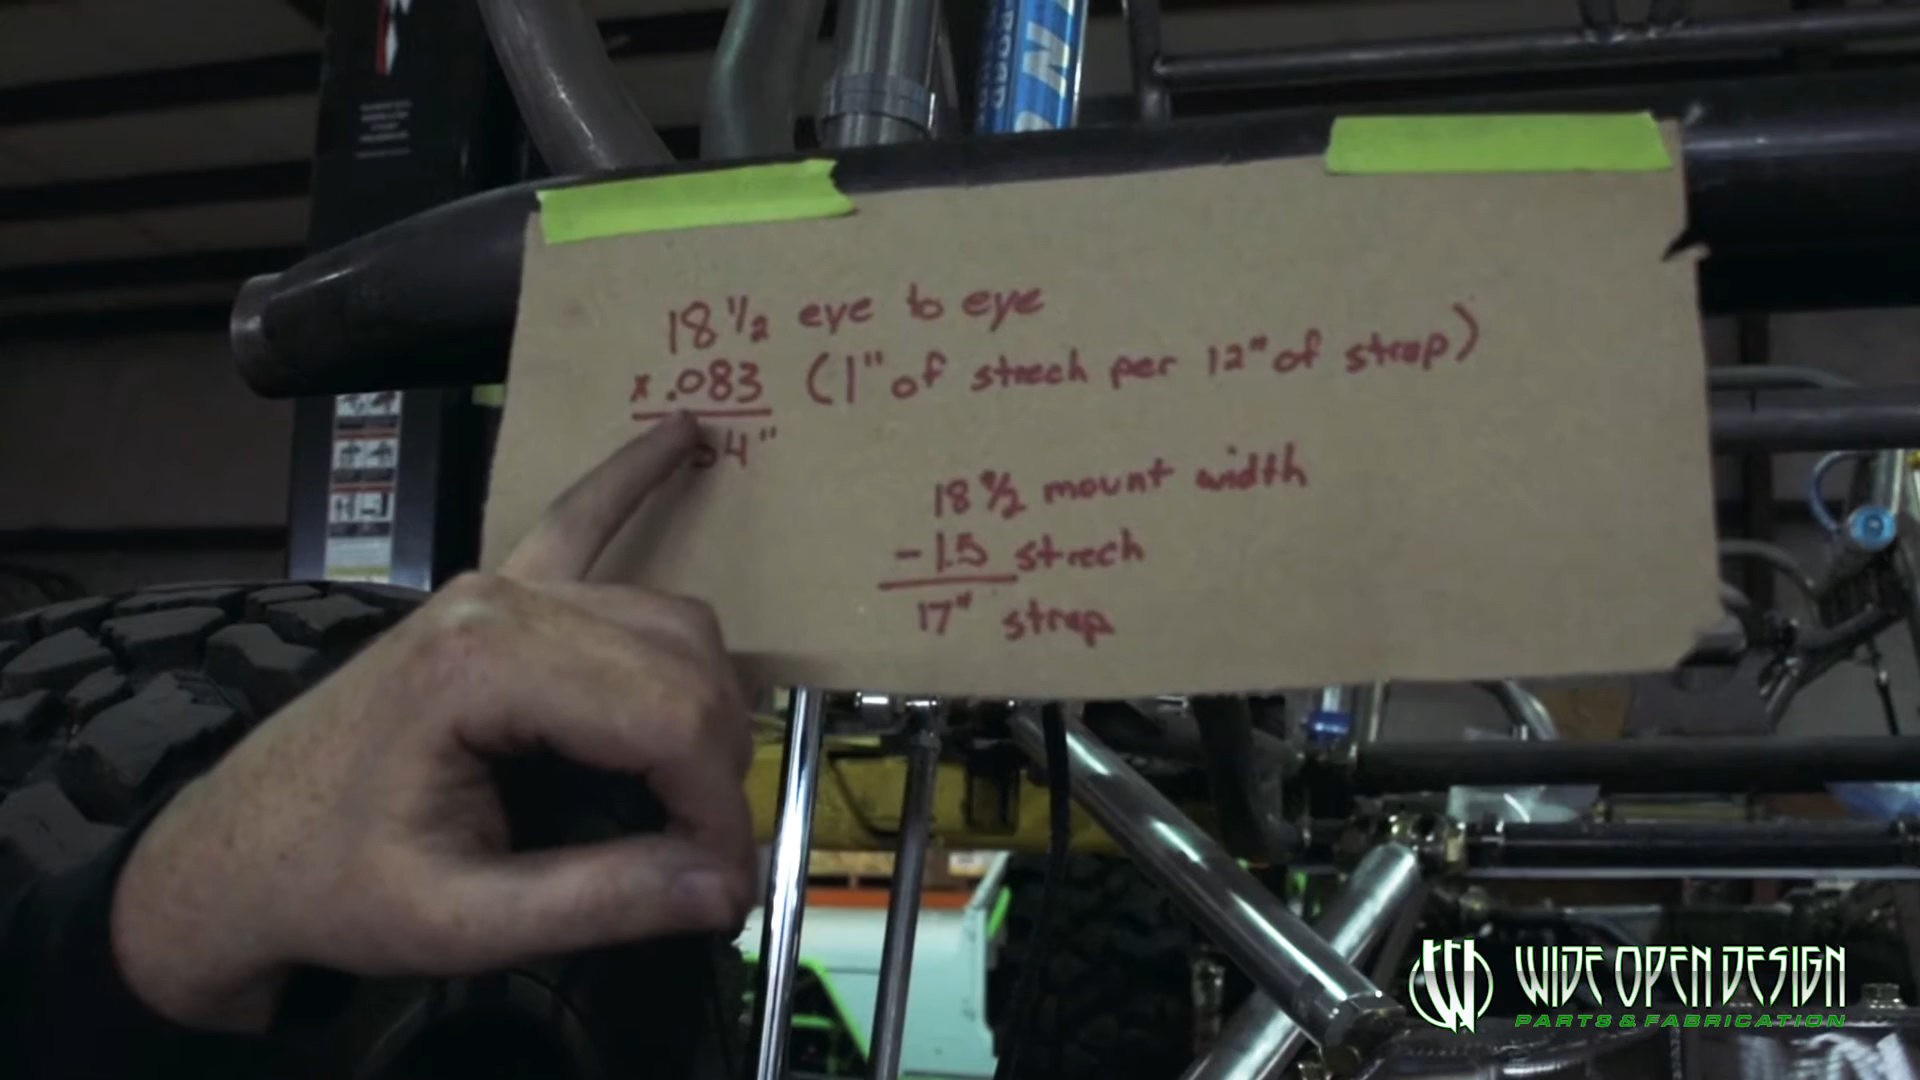 18 1/2 eye to eye
x .083 (1" of strech per 12" of strap)
54"
18 1/2 mount width
- 1.5 strech
17" strap
WIDE OPEN DESIGN
PARTS & FABRICATION